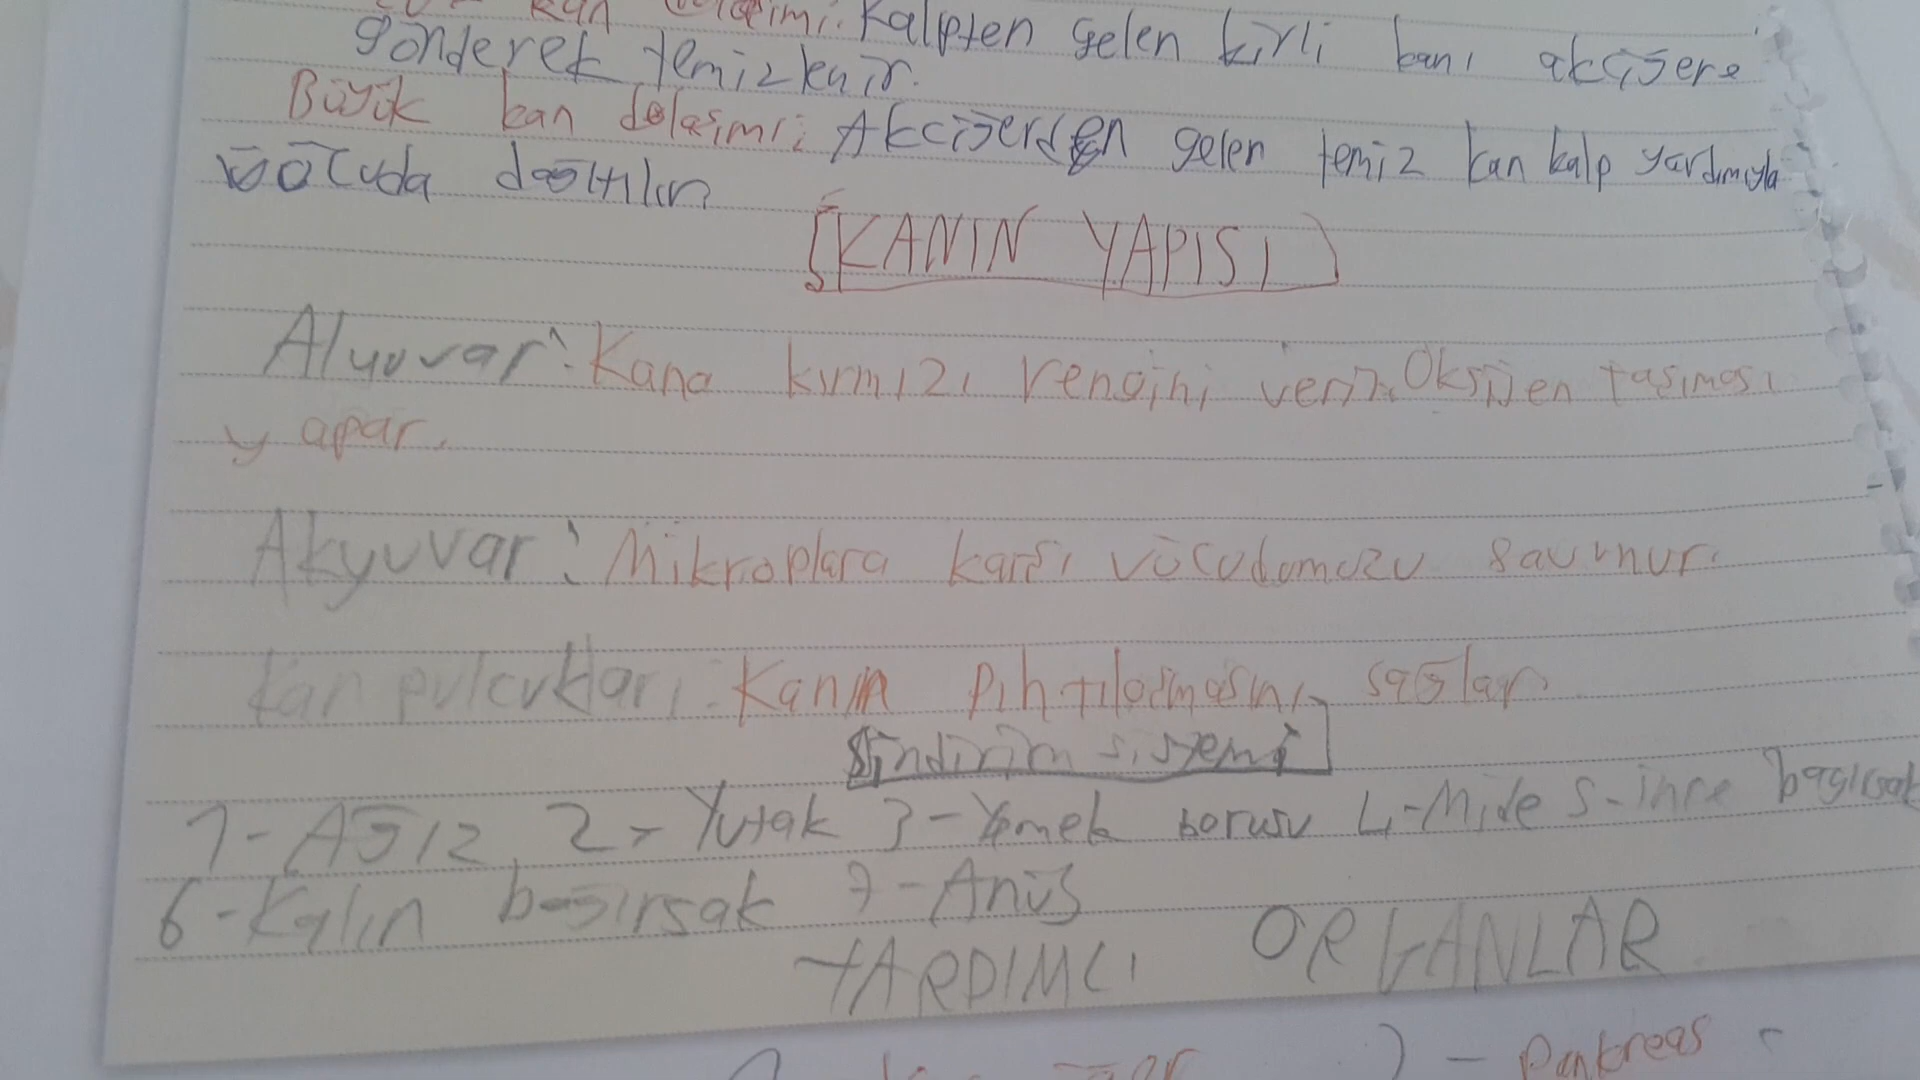 kan Kalpten gelen kirli kanı akciğere
gönderek temizlenir.
Büyük kan dolaşımı: Akciğerden gelen temiz kan kalp yardımıyla
vücuda dağıtılır
KANIN YAPISI
Alyuvar: Kana kırmızı rengini verir. Oksijen taşıması
yapar.
Akyuvar: Mikroplara karşı vücudumuzu savunur.
Kan pulcukları: Kanın pıhtılaşmasını sağlar
Sindirim sistemi
1-Ağız 2-Yutak 3-Yemek borusu 4-Mide 5-ince bağırsak
6-Kalın bağırsak 7-Anüs
YARDIMCI ORGANLAR
- Pankreas